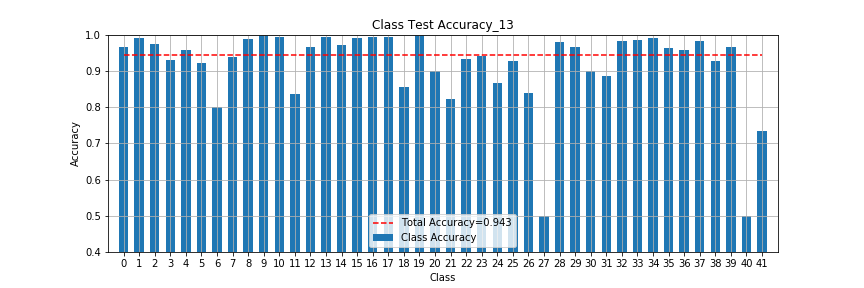 Class Test Accuracy_13
1.0
0.9
0.8
0.7
0.6
0.5
0.4
Accuracy
Total Accuracy=0.943
Class Accuracy
0 1 2 3 4 5 6 7 8 9 10 11 12 13 14 15 16 17 18 19 20 21 22 23 24 25 26 27 28 29 30 31 32 33 34 35 36 37 38 39 40 41
Class